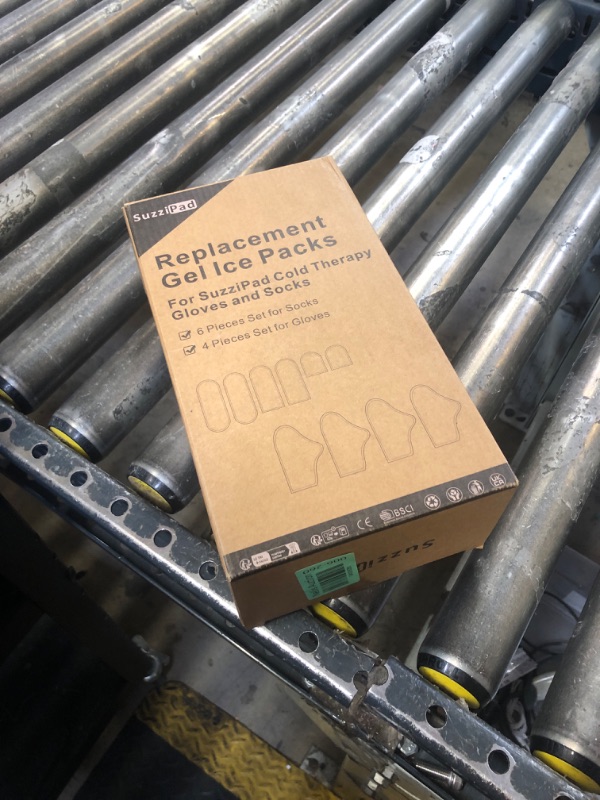 SuzziPad
Replacement
Gel Ice Packs
For SuzziPad Cold Therapy
Gloves and Socks
6 Pieces Set for Socks
4 Pieces Set for Gloves
CE
BSCI